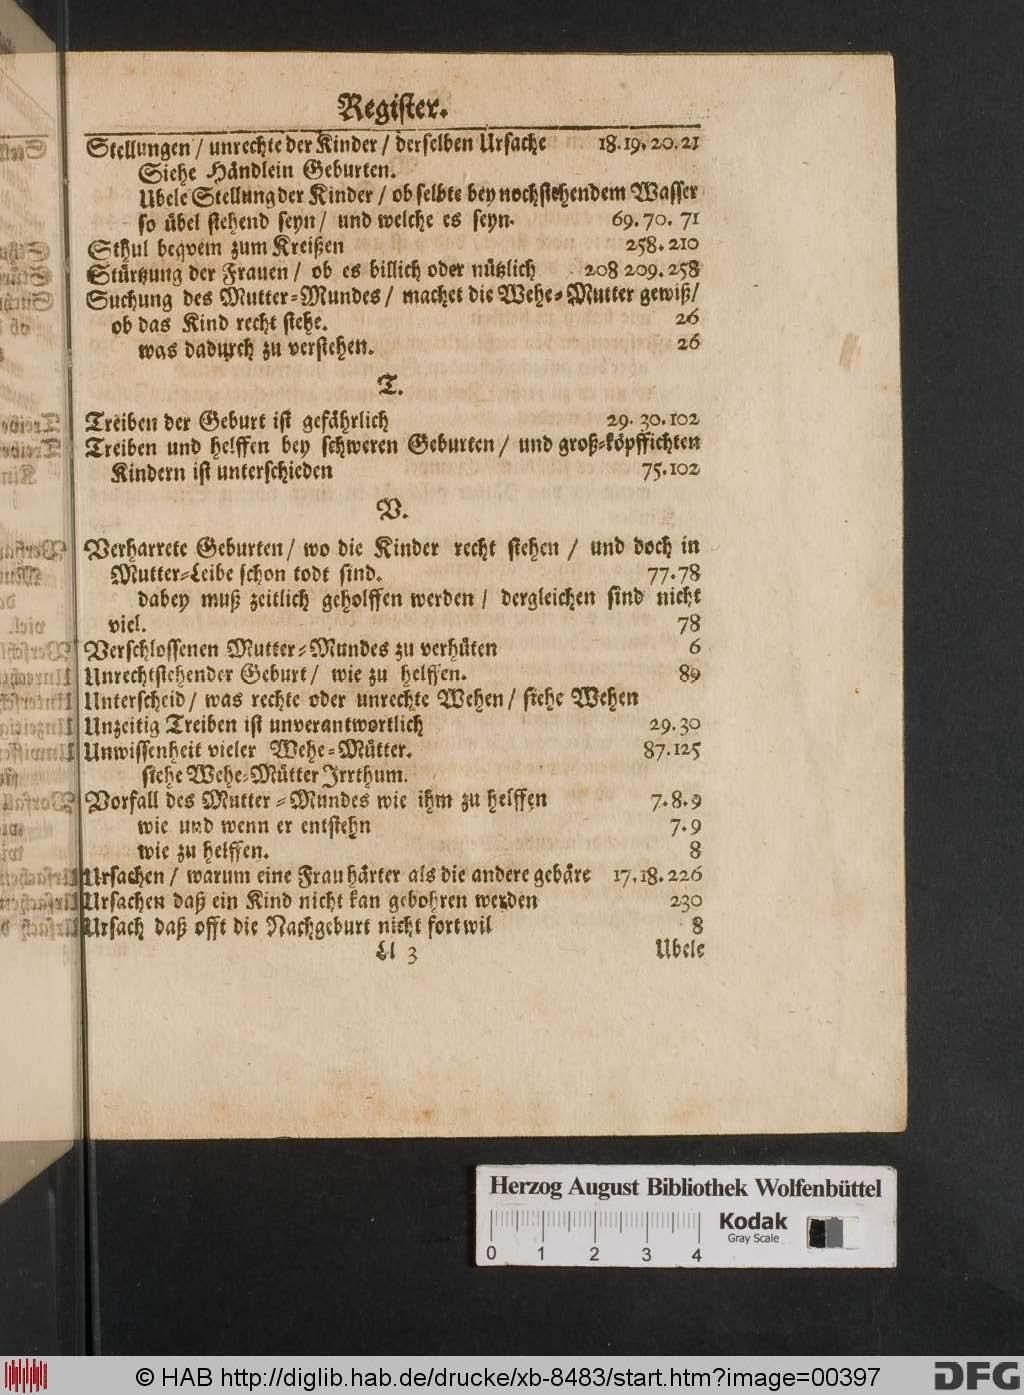 Register.
Stellungen / unrechte der Kinder / derselben Ursache 18. 19. 20. 21
Siehe Händlein Geburten.
Ubele Stellung der Kinder / ob selbte bey nochstehendem Wasser
so übel stehend seyn / und welche es seyn. 69. 70. 71
Sthul beqvem zum Kreißen 258. 210
Stürtzung der Frauen / ob es billich oder nützlich 208 209. 258
Suchung des Mutter-Mundes / machet die Wehe-Mutter gewiß /
ob das Kind recht stehe. 26
was dadurch zu verstehen. 26
T.
Treiben der Geburt ist gefährlich 29. 30. 102
Treiben und helffen bey schweren Geburten / und groß-köpffichten
Kindern ist unterschieden 75. 102
V.
Verharrete Geburten / wo die Kinder recht stehen / und doch in
Mutter-Leibe schon todt sind. 77. 78
dabey muß zeitlich geholffen werden / dergleichen sind nicht
viel. 78
Verschlossenen Mutter-Mundes zu verhüten 6
Unrechtstehender Geburt / wie zu helffen. 89
Unterscheid / was rechte oder unrechte Wehen / siehe Wehen
Unzeitig Treiben ist unverantwortlich 29. 30
Unwissenheit vieler Wehe-Mütter. 87. 125
siehe Wehe-Mütter Irrthum.
Vorfall des Mutter-Mundes wie ihm zu helffen 7. 8. 9
wie und wenn er entstehn 7. 9
wie zu helffen. 8
Ursachen / warum eine Frau härter als die andere gebäre 17. 18. 226
Ursachen daß ein Kind nicht kan gebohren werden 230
Ursach daß offt die Nachgeburt nicht fort wil 8
Ll 3 Ubele
Herzog August Bibliothek Wolfenbüttel
Kodak
Gray Scale
0 1 2 3 4
© HAB http://diglib.hab.de/drucke/xb-8483/start.htm?image=00397
DFG